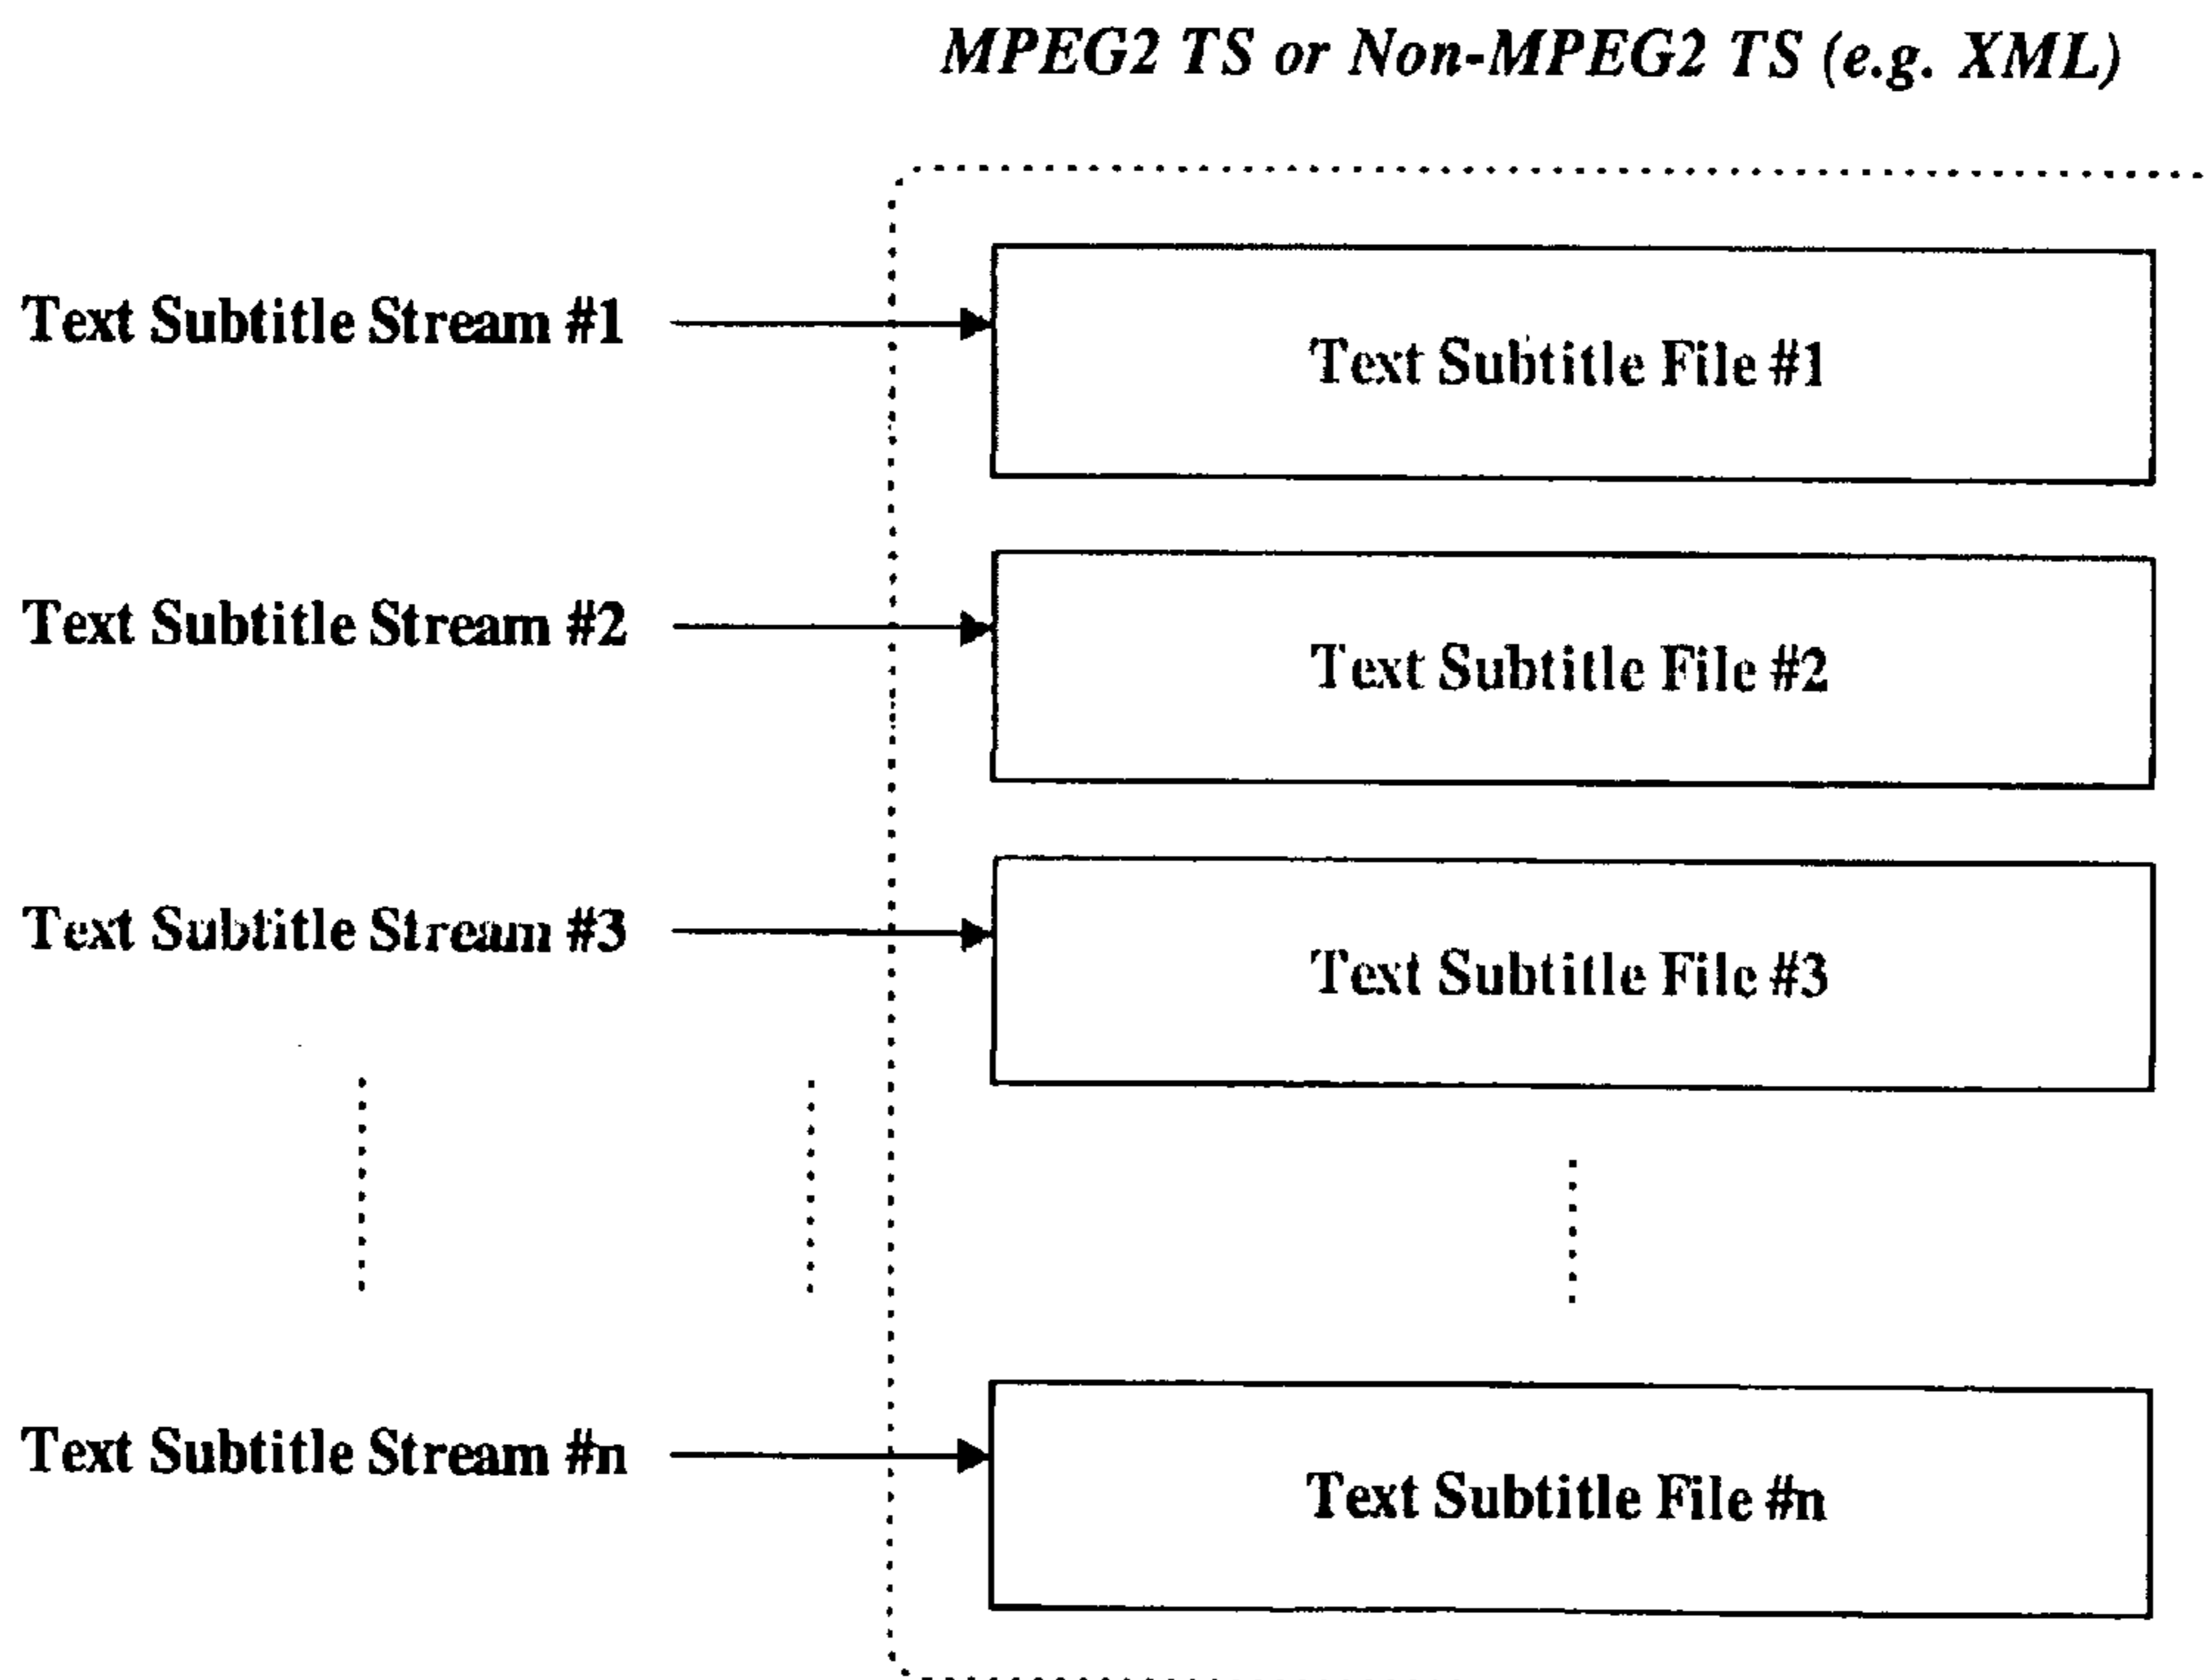 MPEG2 TS or Non-MPEG2 TS (e.g. XML)
Text Subtitle Stream #1
Text Subtitle File #1
Text Subtitle Stream #2
Text Subtitle File #2
Text Subtitle Stream #3
Text Subtitle File #3
Text Subtitle Stream #n
Text Subtitle File #n